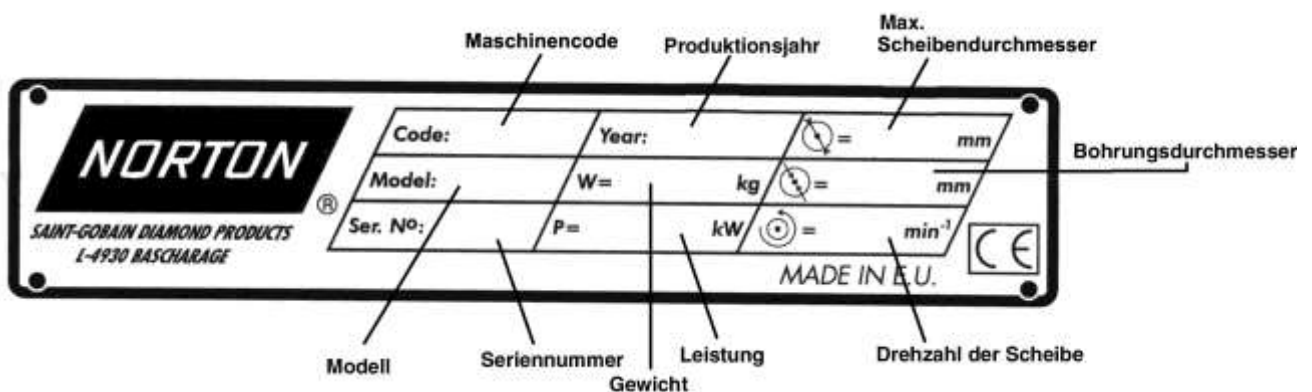 Maschinencode
Produktionsjahr
Max.
Scheibendurchmesser
NORTON
®
SAINT-GOBAIN DIAMOND PRODUCTS
L-4930 BASCHARAGE
Code:
Year:
= mm
Model:
W= kg
= mm
Bohrungsdurchmesser
Ser. Nº:
P= kW
= min⁻¹
MADE IN E.U.
CE
Modell
Seriennummer
Gewicht
Leistung
Drehzahl der Scheibe